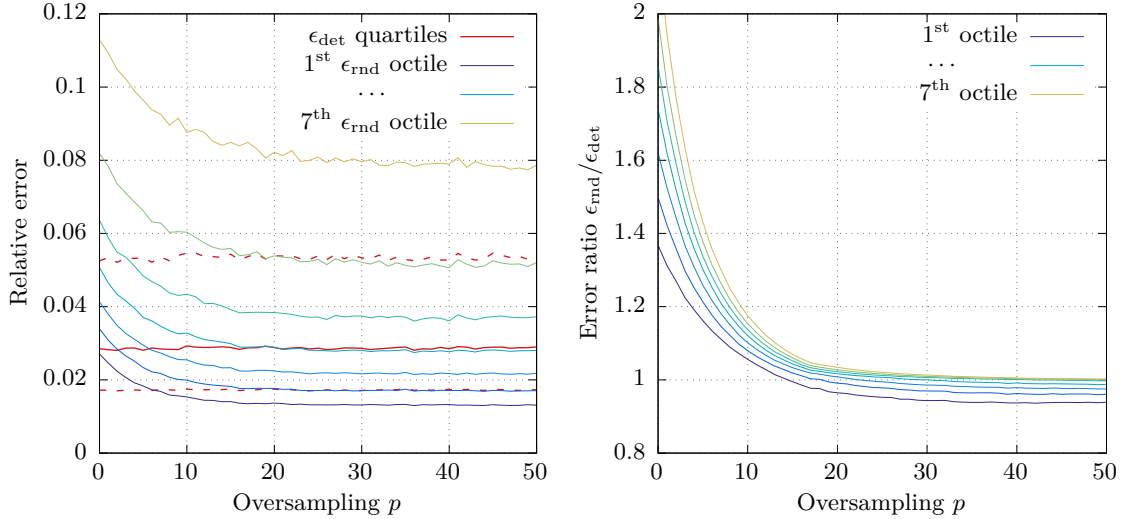 0.12
0.1
0.08
0.06
0.04
0.02
0
Relative error
ϵdet quartiles
1st ϵrnd octile
···
7th ϵrnd octile
0 10 20 30 40 50
Oversampling p
2
1.8
1.6
1.4
1.2
1
0.8
Error ratio ϵrnd/ϵdet
1st octile
···
7th octile
0 10 20 30 40 50
Oversampling p